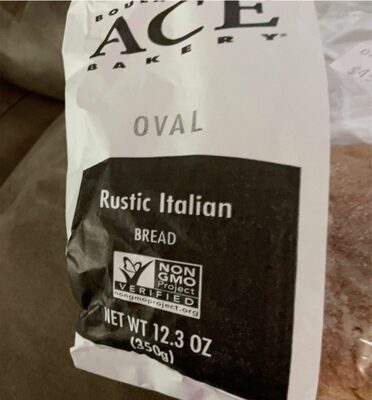 ACE
BAKERY®
OVAL
Rustic Italian
BREAD
NON
GMO
Project
VERIFIED
nongmoproject.org
NET WT 12.3 OZ
(350g)